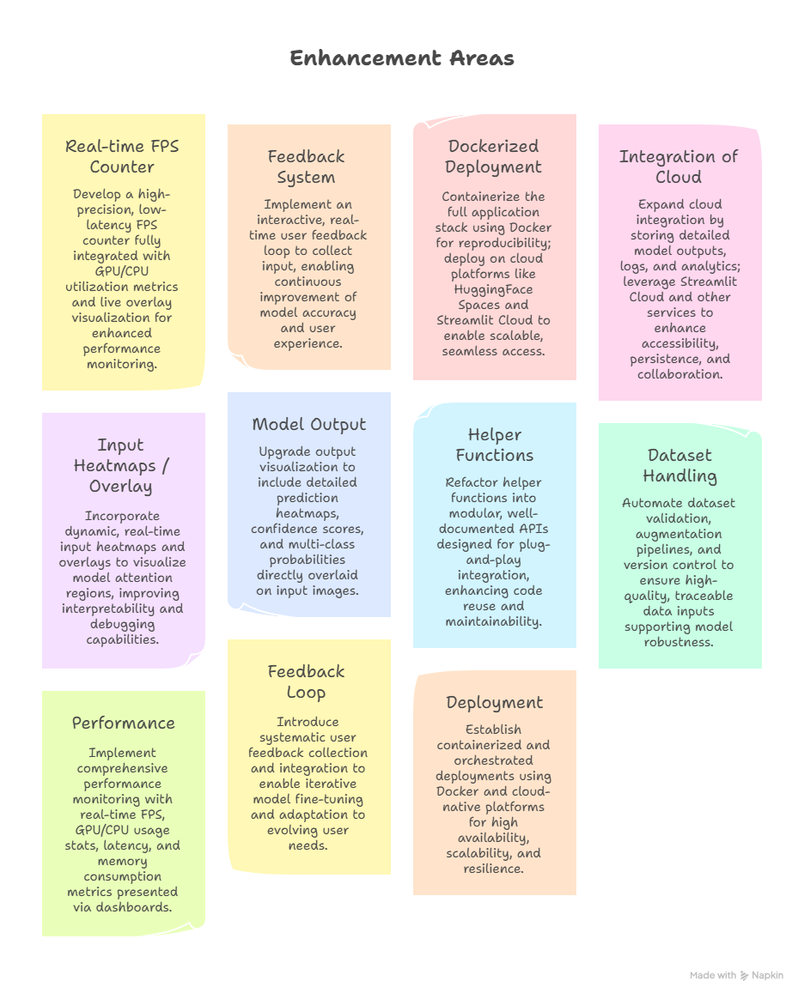 Enhancement Areas
Real-time FPS
Counter
Develop a high-
precision, low-
latency FPS
counter fully
integrated with
GPU/CPU
utilization metrics
and live overlay
visualization for
enhanced
performance
monitoring.
Feedback
System
Implement an
interactive, real-
time user feedback
loop to collect
input, enabling
continuous
improvement of
model accuracy
and user
experience.
Dockerized
Deployment
Containerize the
full application
stack using Docker
for reproducibility;
deploy on cloud
platforms like
HuggingFace
Spaces and
Streamlit Cloud to
enable scalable,
seamless access.
Integration of
Cloud
Expand cloud
integration by
storing detailed
model outputs,
logs, and analytics;
leverage Streamlit
Cloud and other
services to
enhance
accessibility,
persistence, and
collaboration.
Input
Heatmaps /
Overlay
Incorporate
dynamic, real-time
input heatmaps and
overlays to visualize
model attention
regions, improving
interpretability and
debugging
capabilities.
Model Output
Upgrade output
visualization to
include detailed
prediction
heatmaps,
confidence scores,
and multi-class
probabilities
directly overlaid
on input images.
Helper
Functions
Refactor helper
functions into
modular, well-
documented APIs
designed for plug-
and-play
integration,
enhancing code
reuse and
maintainability.
Dataset
Handling
Automate dataset
validation,
augmentation
pipelines, and
version control to
ensure high-
quality, traceable
data inputs
supporting model
robustness.
Performance
Implement
comprehensive
performance
monitoring with
real-time FPS,
GPU/CPU usage
stats, latency, and
memory
consumption
metrics presented
via dashboards.
Feedback
Loop
Introduce
systematic user
feedback collection
and integration to
enable iterative
model fine-tuning
and adaptation to
evolving user
needs.
Deployment
Establish
containerized and
orchestrated
deployments using
Docker and cloud-
native platforms
for high
availability,
scalability, and
resilience.
Made with Napkin